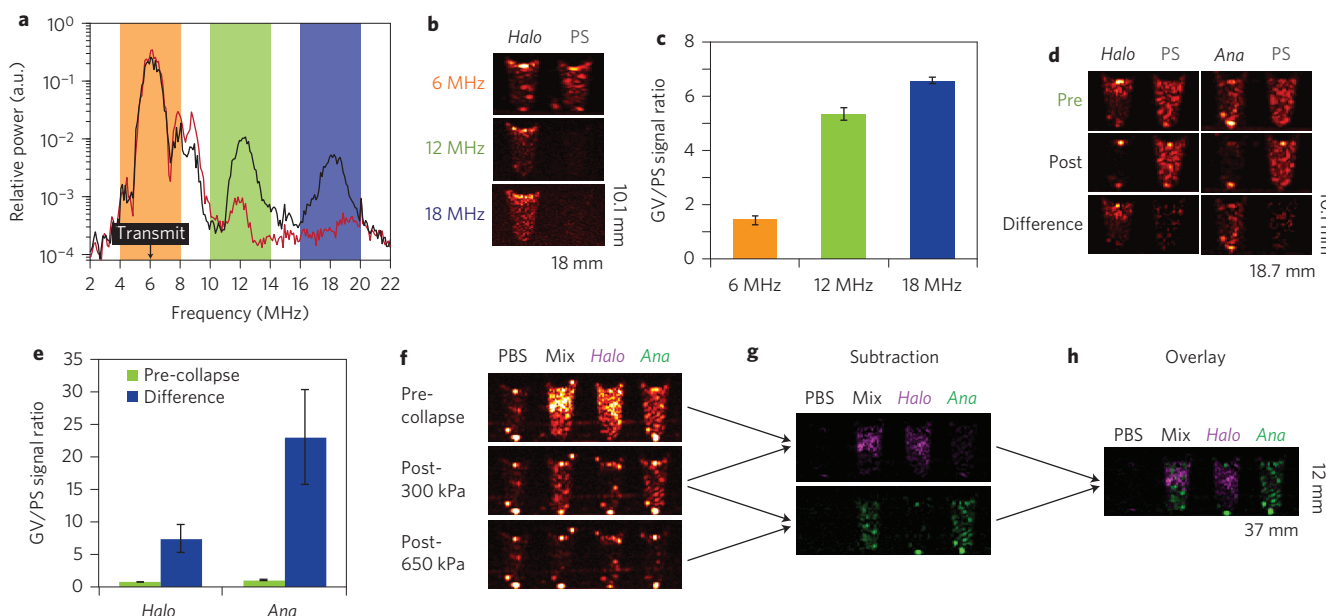 a
10⁰
10⁻¹
10⁻²
10⁻³
10⁻⁴
Relative power (a.u.)
Transmit
2 4 6 8 10 12 14 16 18 20 22
Frequency (MHz)
b
Halo PS
6 MHz
12 MHz
18 MHz
10.1 mm
18 mm
c
8
6
4
2
0
GV/PS signal ratio
6 MHz 12 MHz 18 MHz
d
Halo PS Ana PS
Pre
Post
Difference
18.7 mm
e
35
30
25
20
15
10
5
0
GV/PS signal ratio
Pre-collapse
Difference
Halo Ana
f
PBS Mix Halo Ana
Pre-
collapse
Post-
300 kPa
Post-
650 kPa
g
Subtraction
PBS Mix Halo Ana
h
Overlay
PBS Mix Halo Ana
12 mm
37 mm